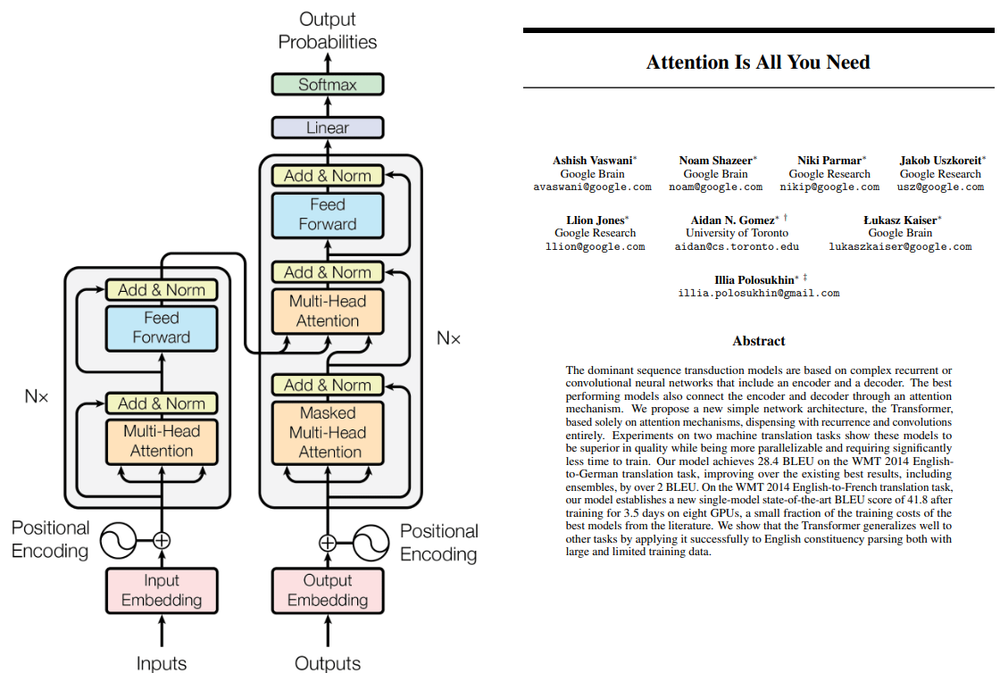 Output
Probabilities
Softmax
Linear
Add & Norm
Feed
Forward
Add & Norm
Multi-Head
Attention
Add & Norm
Masked
Multi-Head
Attention
Nx
Add & Norm
Feed
Forward
Add & Norm
Multi-Head
Attention
Nx
Positional
Encoding
Positional
Encoding
Input
Embedding
Output
Embedding
Inputs
Outputs
Attention Is All You Need
Ashish Vaswani* Noam Shazeer* Niki Parmar* Jakob Uszkoreit*
Google Brain Google Brain Google Research Google Research
avaswani@google.com noam@google.com nikip@google.com usz@google.com
Llion Jones* Aidan N. Gomez* † Łukasz Kaiser*
Google Research University of Toronto Google Brain
llion@google.com aidan@cs.toronto.edu lukaszkaiser@google.com
Illia Polosukhin* ‡
illia.polosukhin@gmail.com
Abstract
The dominant sequence transduction models are based on complex recurrent or
convolutional neural networks that include an encoder and a decoder. The best
performing models also connect the encoder and decoder through an attention
mechanism. We propose a new simple network architecture, the Transformer,
based solely on attention mechanisms, dispensing with recurrence and convolutions
entirely. Experiments on two machine translation tasks show these models to
be superior in quality while being more parallelizable and requiring significantly
less time to train. Our model achieves 28.4 BLEU on the WMT 2014 English-
to-German translation task, improving over the existing best results, including
ensembles, by over 2 BLEU. On the WMT 2014 English-to-French translation task,
our model establishes a new single-model state-of-the-art BLEU score of 41.8 after
training for 3.5 days on eight GPUs, a small fraction of the training costs of the
best models from the literature. We show that the Transformer generalizes well to
other tasks by applying it successfully to English constituency parsing both with
large and limited training data.